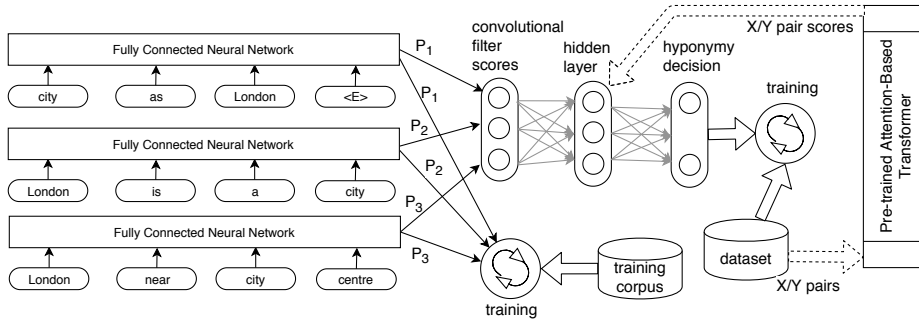 Fully Connected Neural Network
city as London <E>
Fully Connected Neural Network
London is a city
Fully Connected Neural Network
London near city centre
P1
P1
P2
P2
P3
P3
convolutional
filter
scores
hidden
layer
hyponymy
decision
X/Y pair scores
training
Pre-trained Attention-Based
Transformer
training
training
corpus
dataset
X/Y pairs